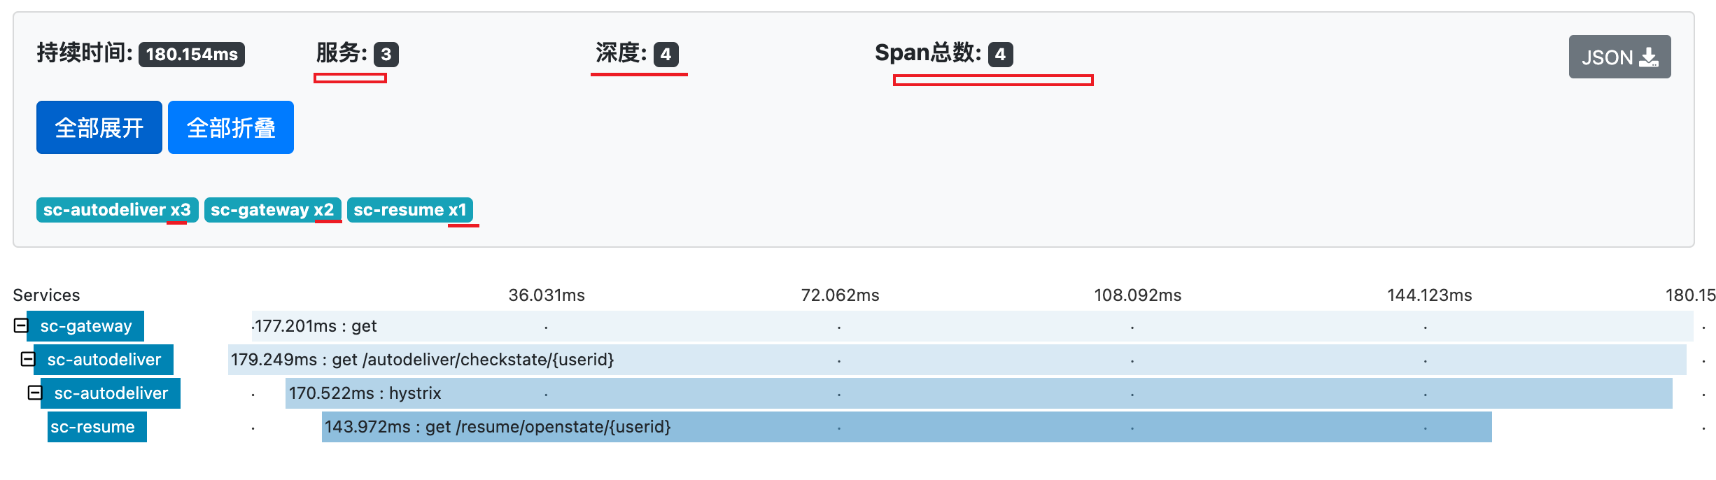 持续时间: 180.154ms 服务: 3 深度: 4 Span总数: 4 JSON
全部展开 全部折叠
sc-autodeliver x3 sc-gateway x2 sc-resume x1
Services 36.031ms 72.062ms 108.092ms 144.123ms 180.15
sc-gateway 177.201ms : get
sc-autodeliver 179.249ms : get /autodeliver/checkstate/{userid}
sc-autodeliver 170.522ms : hystrix
sc-resume 143.972ms : get /resume/openstate/{userid}